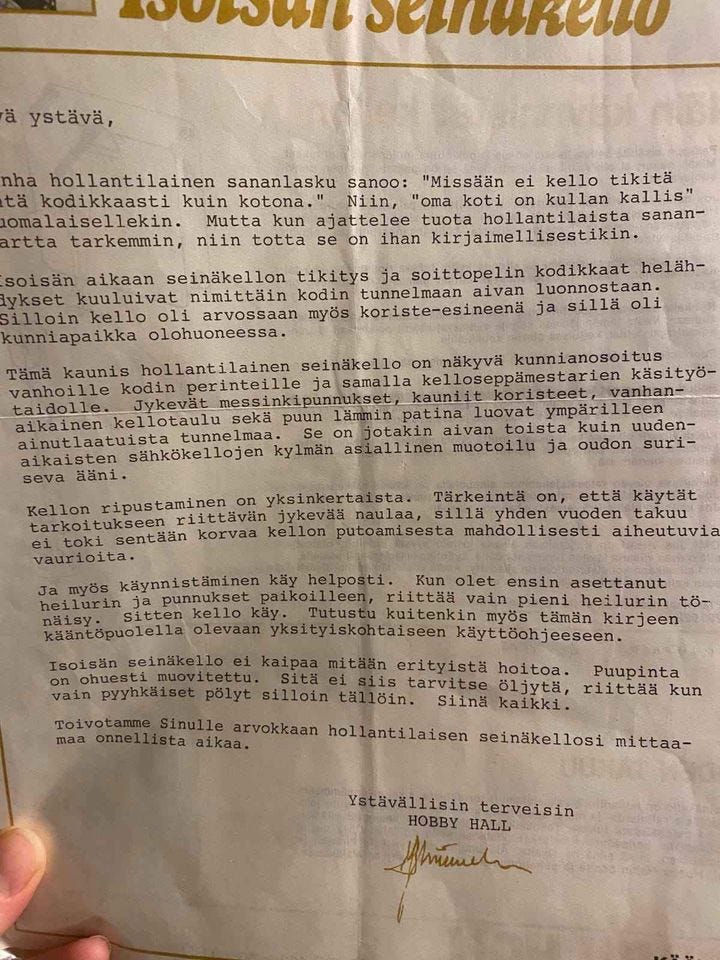 Isoisän seinäkello
vä ystävä,
nha hollantilainen sananlasku sanoo: "Missään ei kello tikitä
tä kodikkaasti kuin kotona." Niin, "oma koti on kullan kallis"
uomalaisellekin. Mutta kun ajattelee tuota hollantilaista sanan-
artta tarkemmin, niin totta se on ihan kirjaimellisestikin.
Isoisän aikaan seinäkellon tikitys ja soittopelin kodikkaat heläh-
dykset kuuluivat nimittäin kodin tunnelmaan aivan luonnostaan.
Silloin kello oli arvossaan myös koriste-esineenä ja sillä oli
kunniapaikka olohuoneessa.
Tämä kaunis hollantilainen seinäkello on näkyvä kunnianosoitus
vanhoille kodin perinteille ja samalla kelloseppämestarien käsityö-
taidolle. Jykevät messinkipunnukset, kauniit koristeet, vanhan-
aikainen kellotaulu sekä puun lämmin patina luovat ympärilleen
ainutlaatuista tunnelmaa. Se on jotakin aivan toista kuin uuden-
aikaisten sähkökellojen kylmän asiallinen muotoilu ja oudon suri-
seva ääni.
Kellon ripustaminen on yksinkertaista. Tärkeintä on, että käytät
tarkoitukseen riittävän jykevää naulaa, sillä yhden vuoden takuu
ei toki sentään korvaa kellon putoamisesta mahdollisesti aiheutuvia
vaurioita.
Ja myös käynnistäminen käy helposti. Kun olet ensin asettanut
heilurin ja punnukset paikoilleen, riittää vain pieni heilurin tö-
näisy. Sitten kello käy. Tutustu kuitenkin myös tämän kirjeen
kääntöpuolella olevaan yksityiskohtaiseen käyttöohjeeseen.
Isoisän seinäkello ei kaipaa mitään erityistä hoitoa. Puupinta
on ohuesti muovitettu. Sitä ei siis tarvitse öljytä, riittää kun
vain pyyhkäiset pölyt silloin tällöin. Siinä kaikki.
Toivotamme Sinulle arvokkaan hollantilaisen seinäkellosi mittaa-
maa onnellista aikaa.
Ystävällisin terveisin
HOBBY HALL